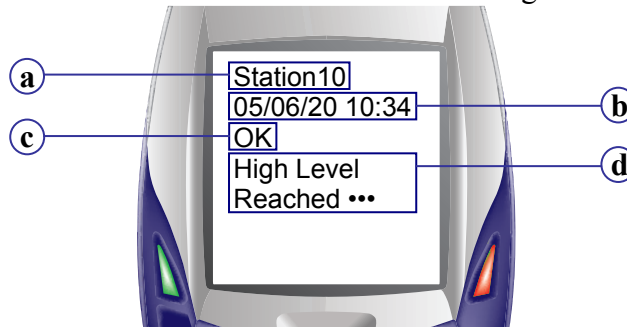 a
Station10
05/06/20 10:34
b
c
OK
High Level
d
Reached •••